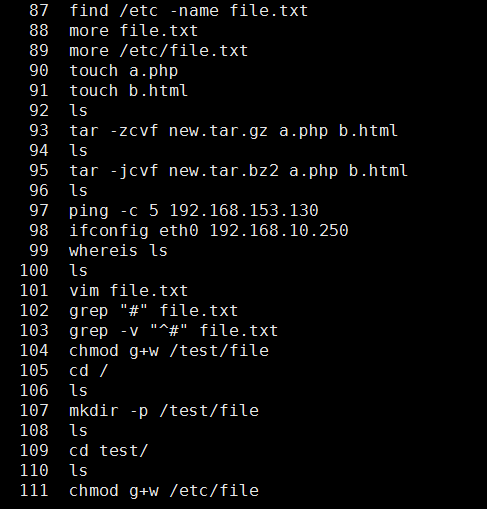 87 find /etc -name file.txt
88 more file.txt
89 more /etc/file.txt
90 touch a.php
91 touch b.html
92 ls
93 tar -zcvf new.tar.gz a.php b.html
94 ls
95 tar -jcvf new.tar.bz2 a.php b.html
96 ls
97 ping -c 5 192.168.153.130
98 ifconfig eth0 192.168.10.250
99 whereis ls
100 ls
101 vim file.txt
102 grep "#" file.txt
103 grep -v "^#" file.txt
104 chmod g+w /test/file
105 cd /
106 ls
107 mkdir -p /test/file
108 ls
109 cd test/
110 ls
111 chmod g+w /etc/file